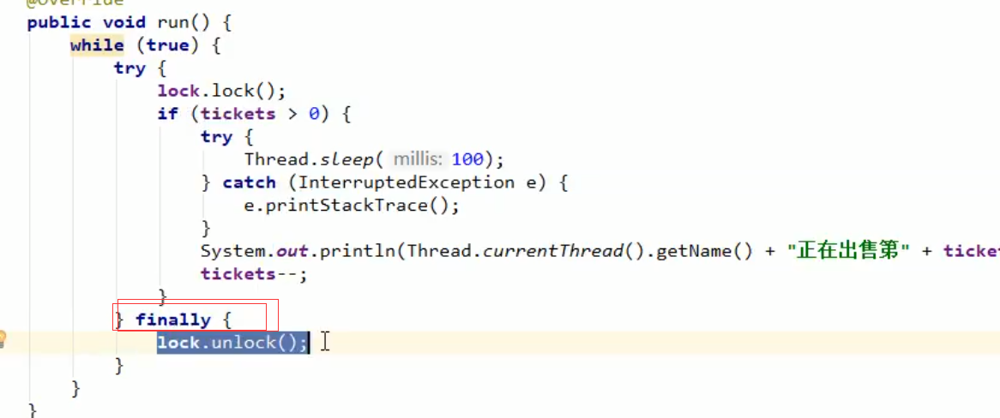 @Override
public void run() {
while (true) {
try {
lock.lock();
if (tickets > 0) {
try {
Thread.sleep( millis: 100);
} catch (InterruptedException e) {
e.printStackTrace();
}
System.out.println(Thread.currentThread().getName() + "正在出售第" + ticke
tickets--;
}
} finally {
lock.unlock();
}
}
}